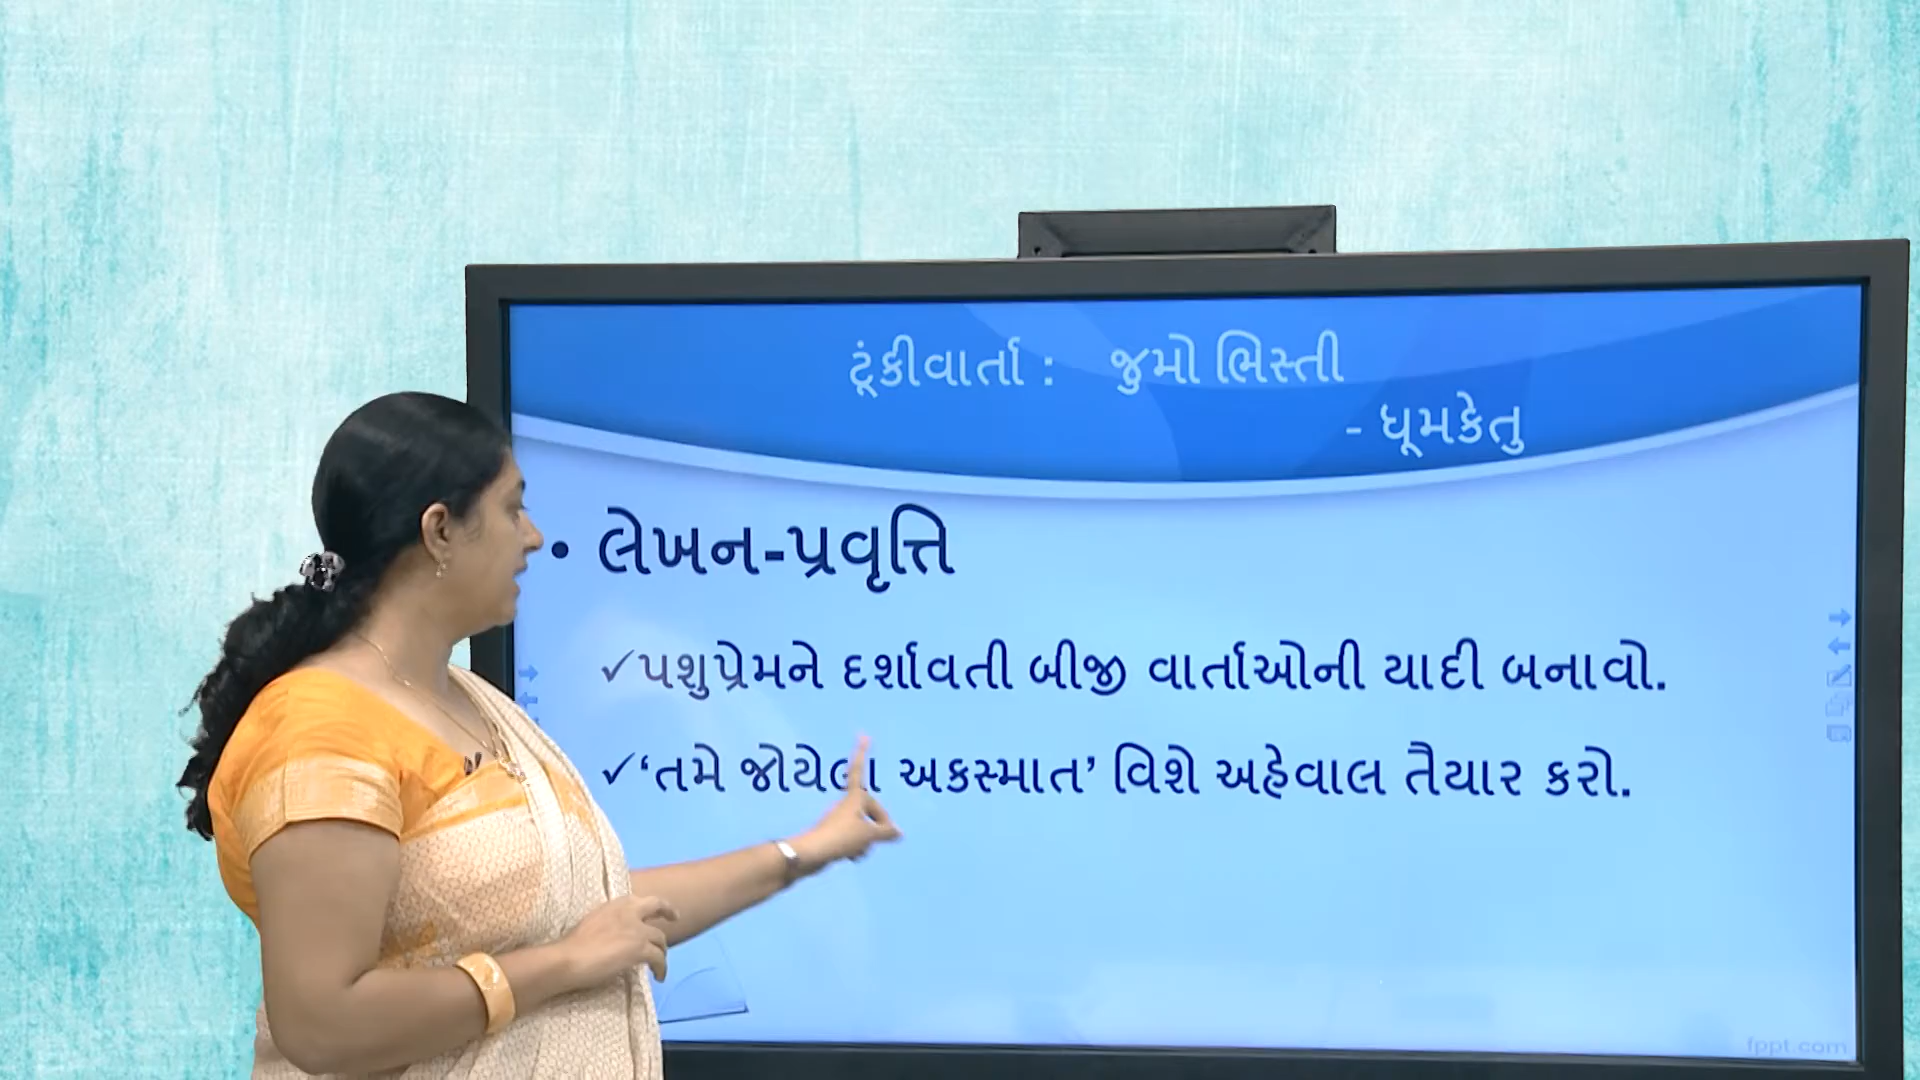 ટૂંકીવાર્તા : જુમો ભિસ્તી
- ધૂમકેતુ
• લેખન-પ્રવૃત્તિ
✓પશુપ્રેમને દર્શાવતી બીજી વાર્તાઓની યાદી બનાવો.
✓‘તમે જોયેલા અકસ્માત’ વિશે અહેવાલ તૈયાર કરો.
fppt.com